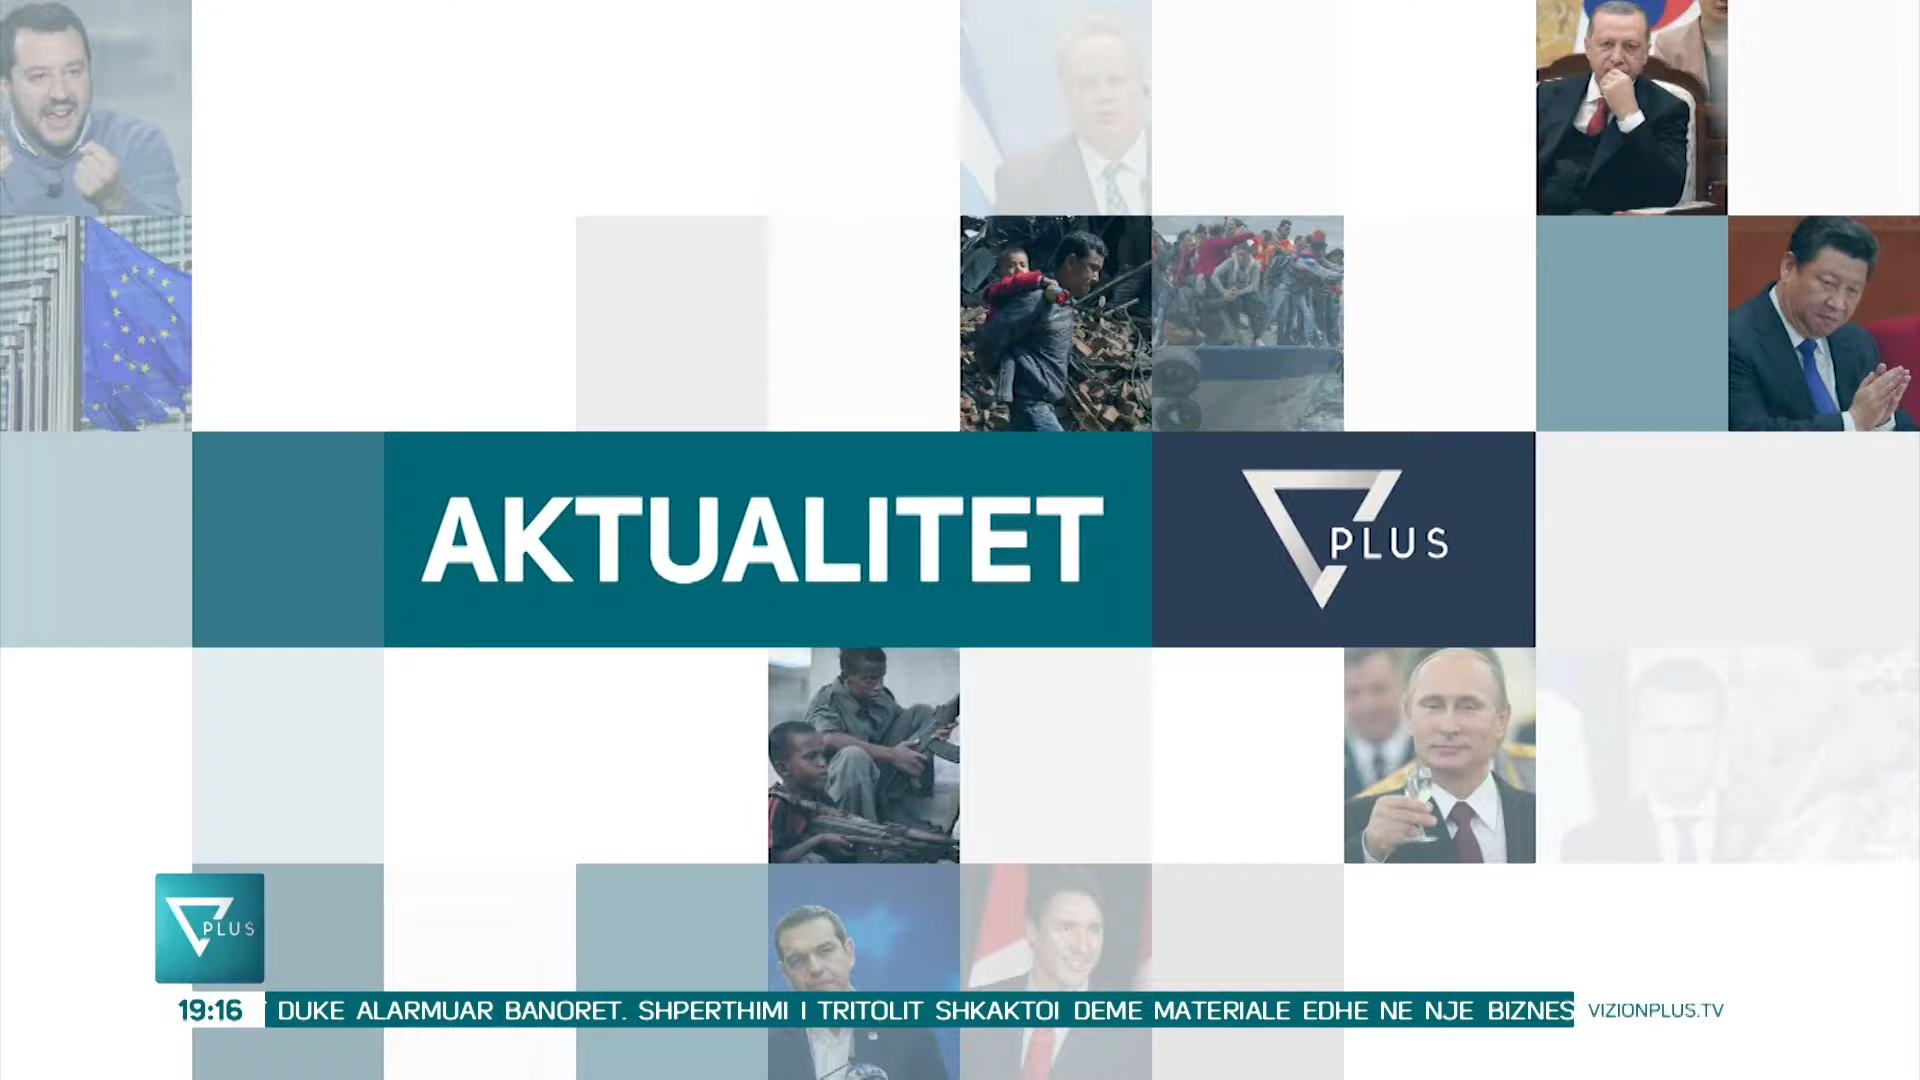 AKTUALITET
PLUS
PLUS
19:16 DUKE ALARMUAR BANORET. SHPERTHIMI I TRITOLIT SHKAKTOI DEME MATERIALE EDHE NE NJE BIZNES VIZIONPLUS.TV